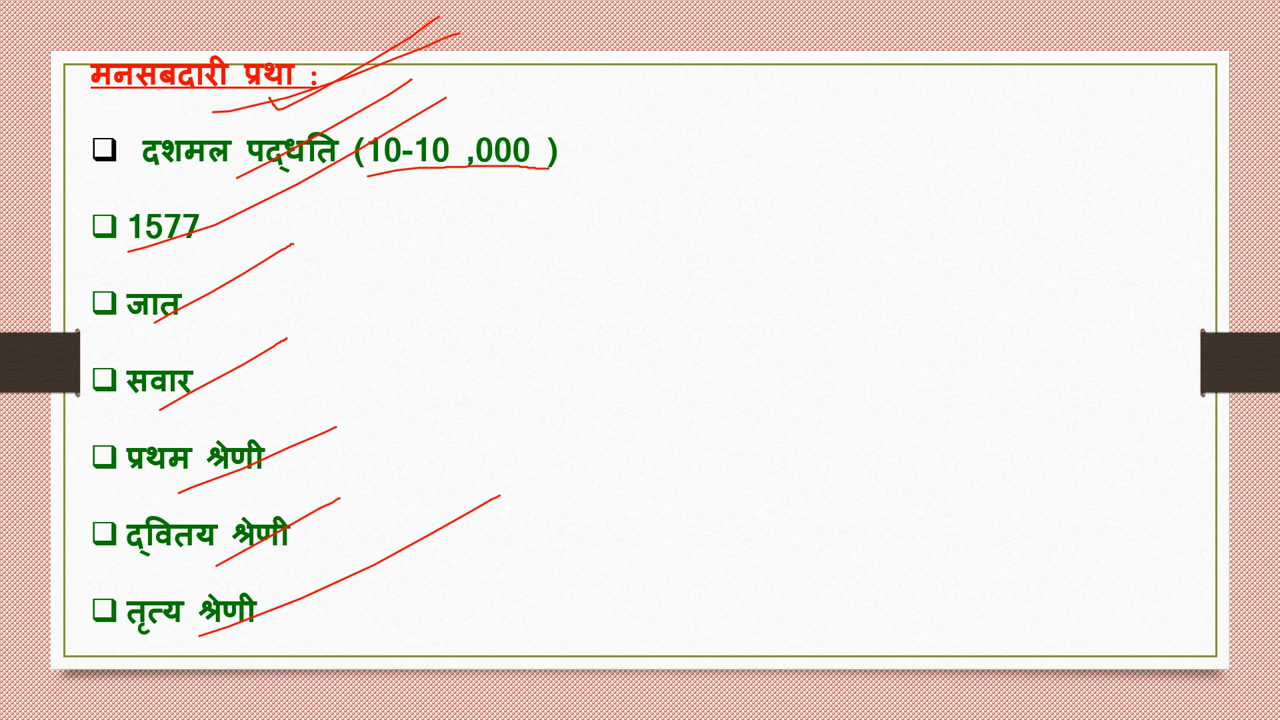 मनसबदारी प्रथा :
दशमल पद्धति (10-10 ,000 )
1577
जात
सवार
प्रथम श्रेणी
द्वितय श्रेणी
तृत्य श्रेणी